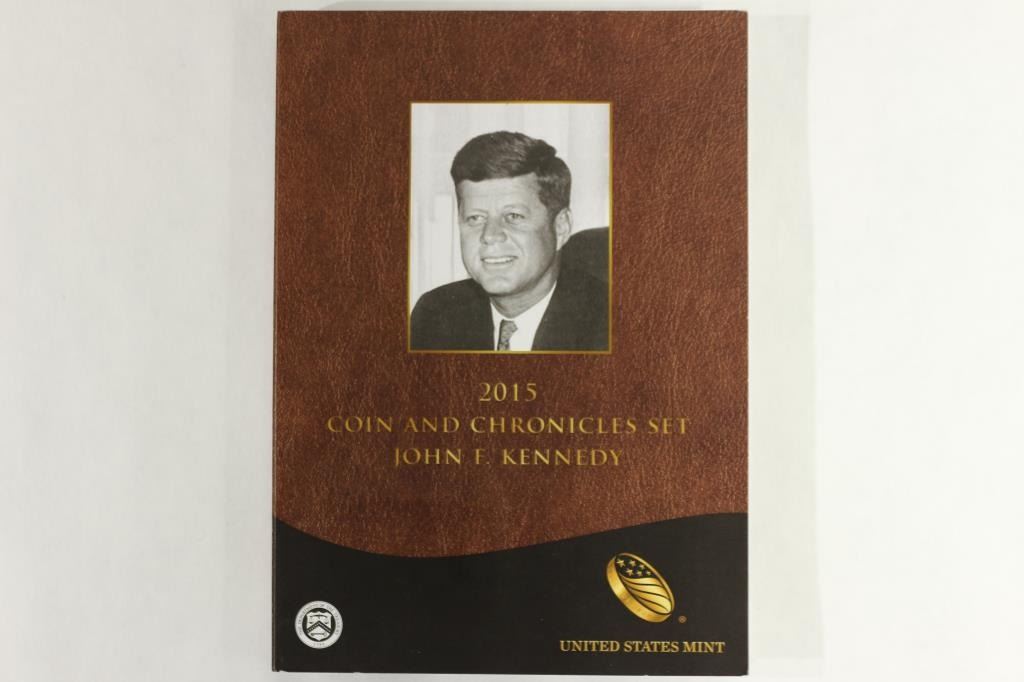 2015
COIN AND CHRONICLES SET
JOHN F. KENNEDY
®
UNITED STATES MINT